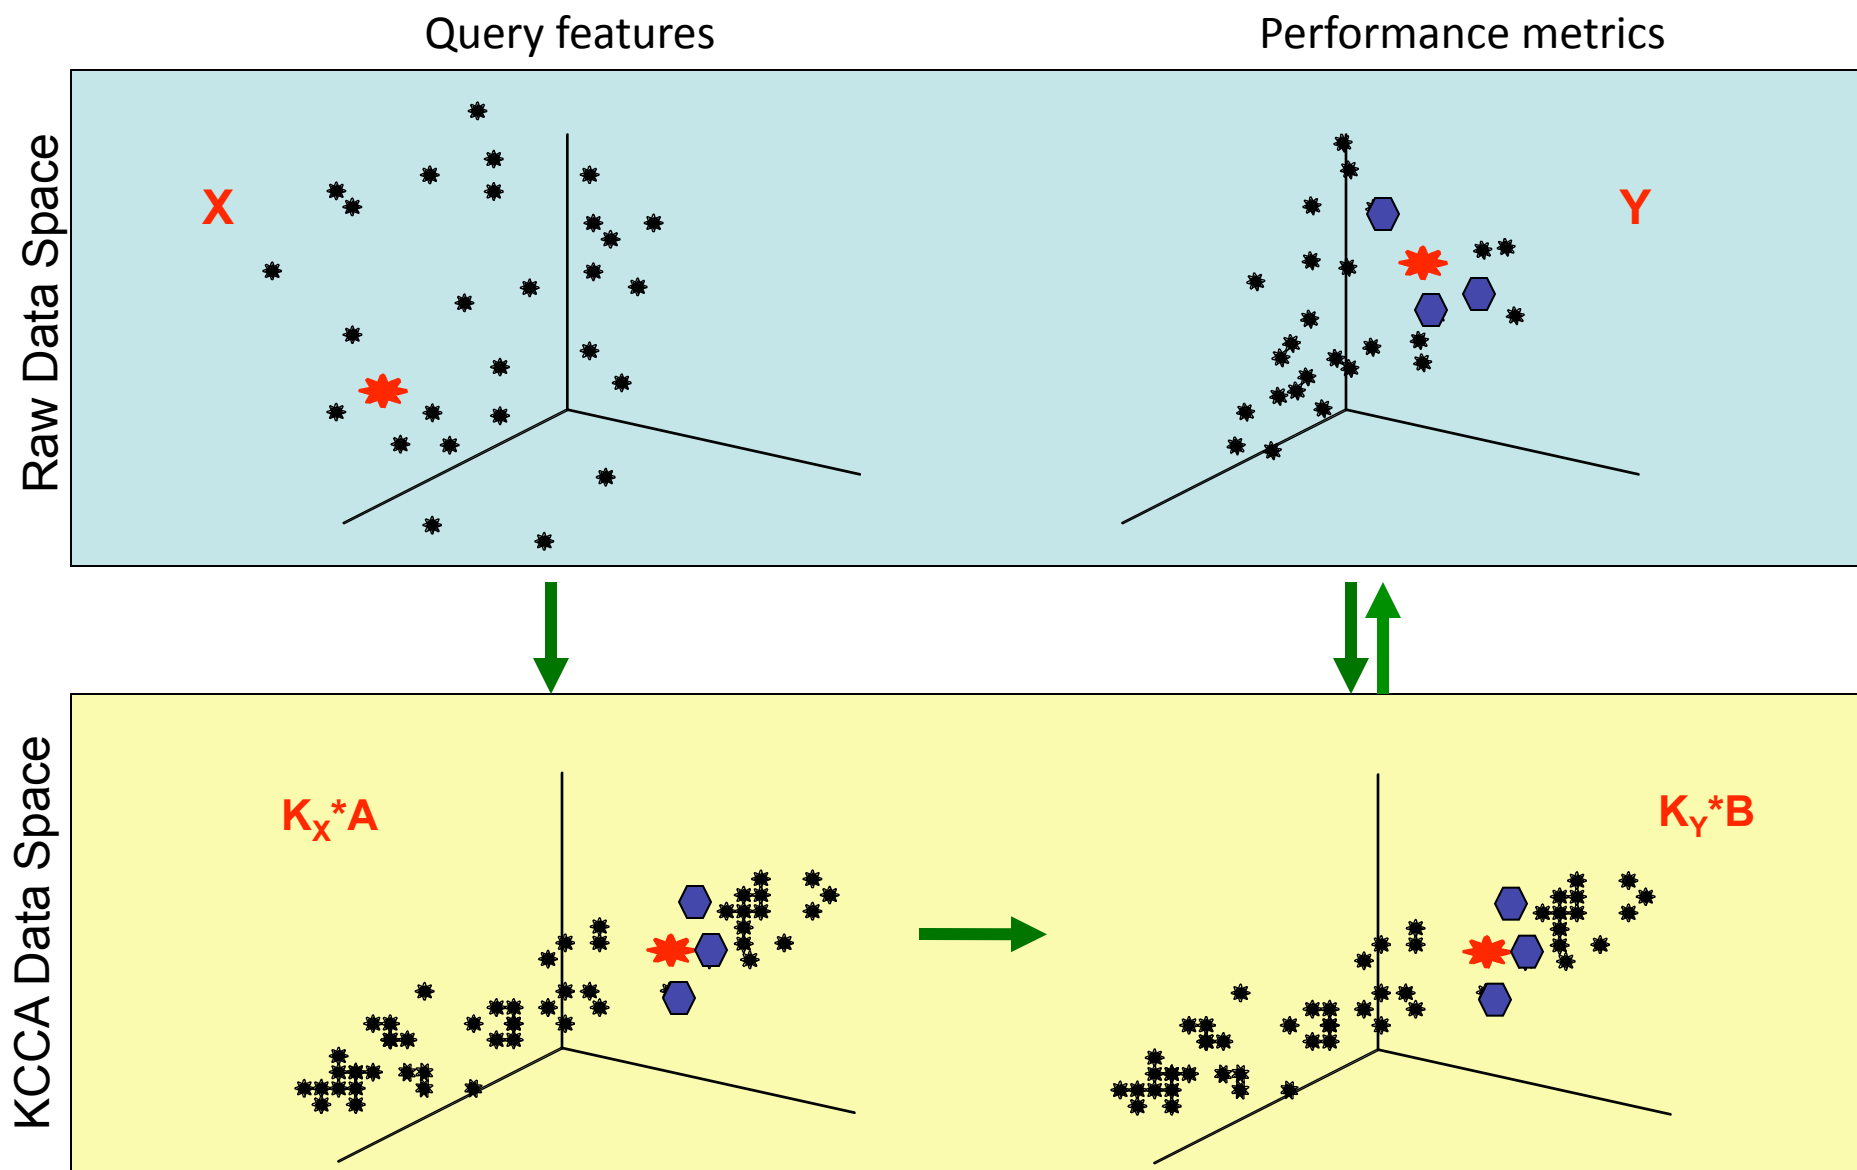 Query features
Performance metrics
Raw Data Space
X
Y
KCCA Data Space
KX*A
KY*B